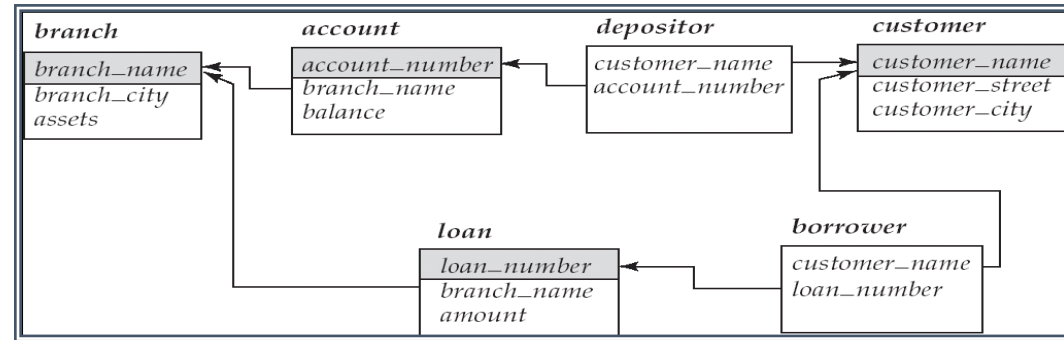 branch
branch_name
branch_city
assets
account
account_number
branch_name
balance
depositor
customer_name
account_number
customer
customer_name
customer_street
customer_city
loan
loan_number
branch_name
amount
borrower
customer_name
loan_number